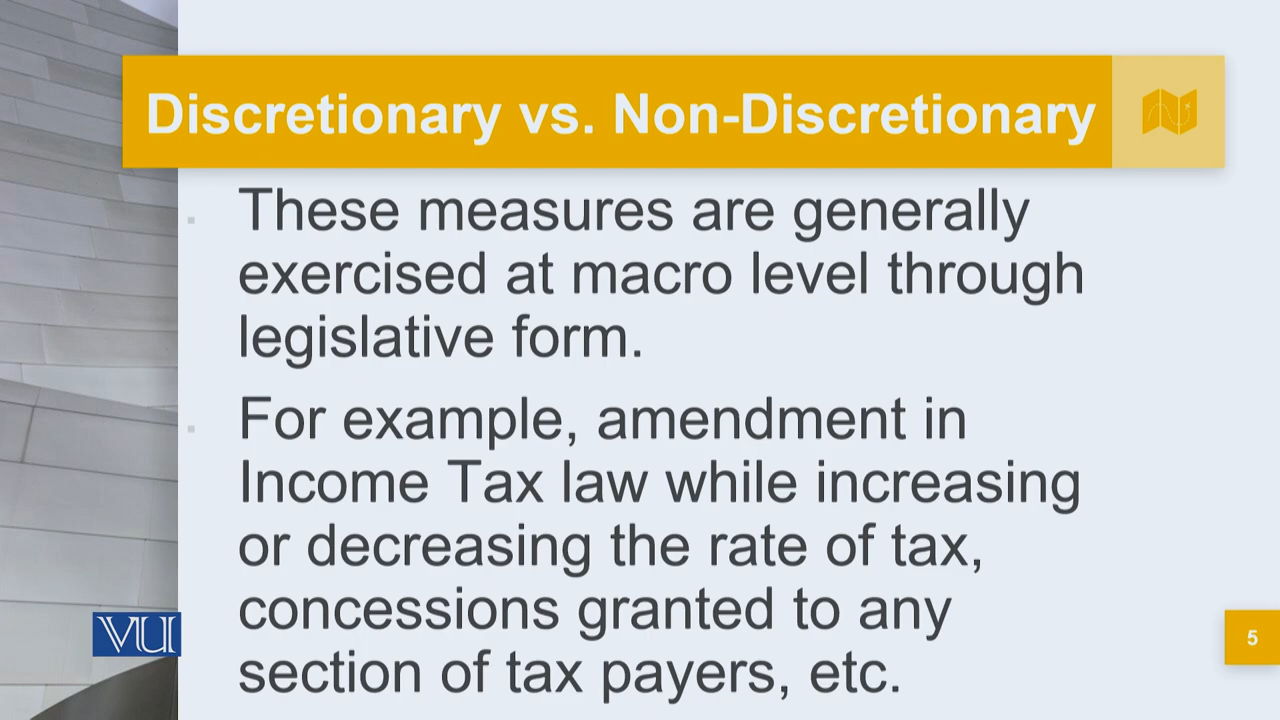 Discretionary vs. Non-Discretionary
These measures are generally
exercised at macro level through
legislative form.
For example, amendment in
Income Tax law while increasing
or decreasing the rate of tax,
concessions granted to any
section of tax payers, etc.
VU
5